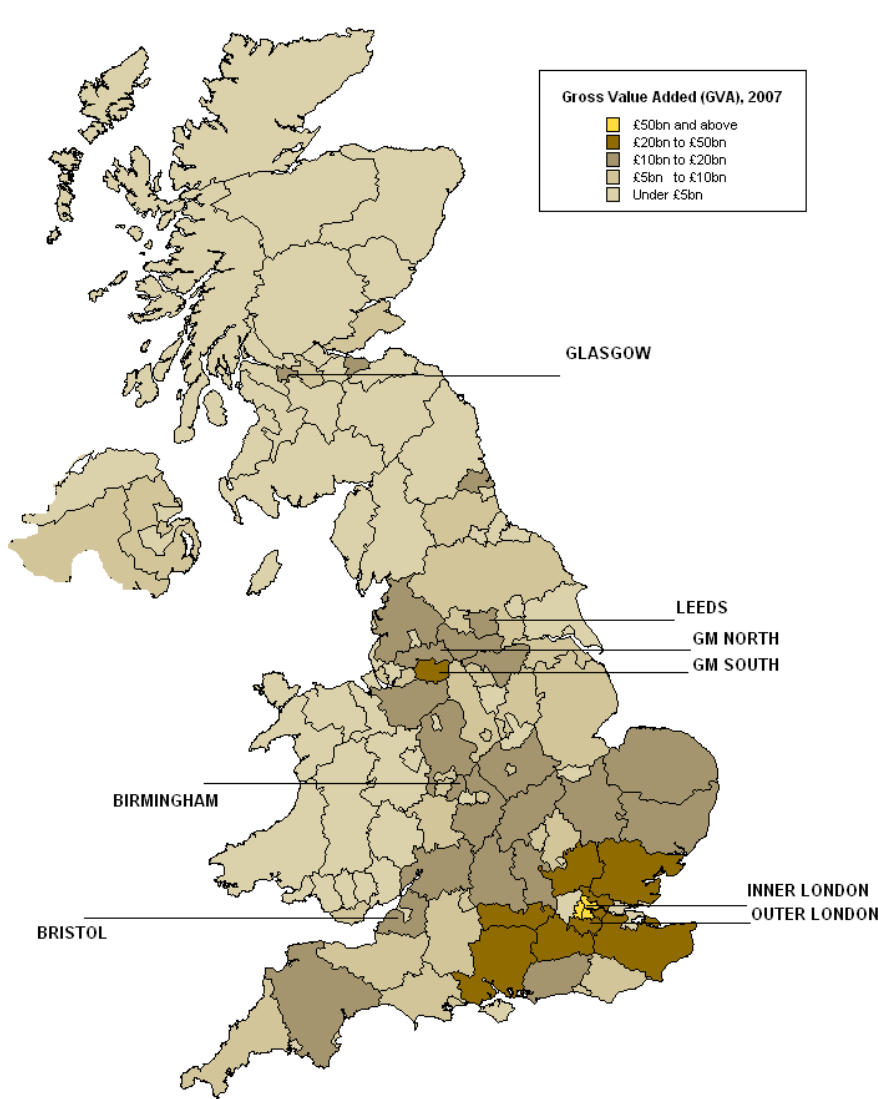 Gross Value Added (GVA), 2007
£50bn and above
£20bn to £50bn
£10bn to £20bn
£5bn to £10bn
Under £5bn
GLASGOW
LEEDS
GM NORTH
GM SOUTH
BIRMINGHAM
INNER LONDON
OUTER LONDON
BRISTOL